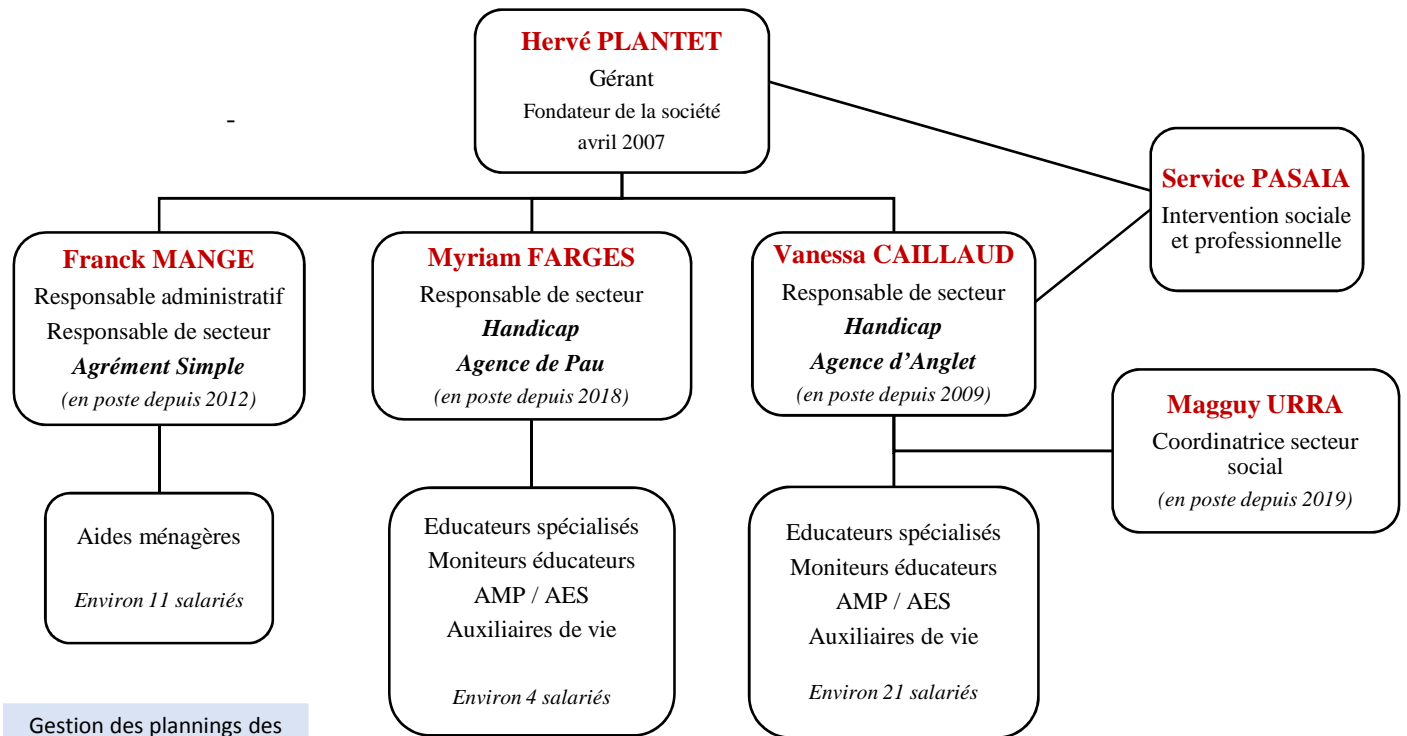 Hervé PLANTET
Gérant
Fondateur de la société
avril 2007
-
Service PASAIA
Intervention sociale
et professionnelle
Franck MANGE
Responsable administratif
Responsable de secteur
Agrément Simple
(en poste depuis 2012)
Myriam FARGES
Responsable de secteur
Handicap
Agence de Pau
(en poste depuis 2018)
Vanessa CAILLAUD
Responsable de secteur
Handicap
Agence d'Anglet
(en poste depuis 2009)
Magguy URRA
Coordinatrice secteur
social
(en poste depuis 2019)
Aides ménagères
Environ 11 salariés
Educateurs spécialisés
Moniteurs éducateurs
AMP / AES
Auxiliaires de vie
Environ 4 salariés
Educateurs spécialisés
Moniteurs éducateurs
AMP / AES
Auxiliaires de vie
Environ 21 salariés
Gestion des plannings des